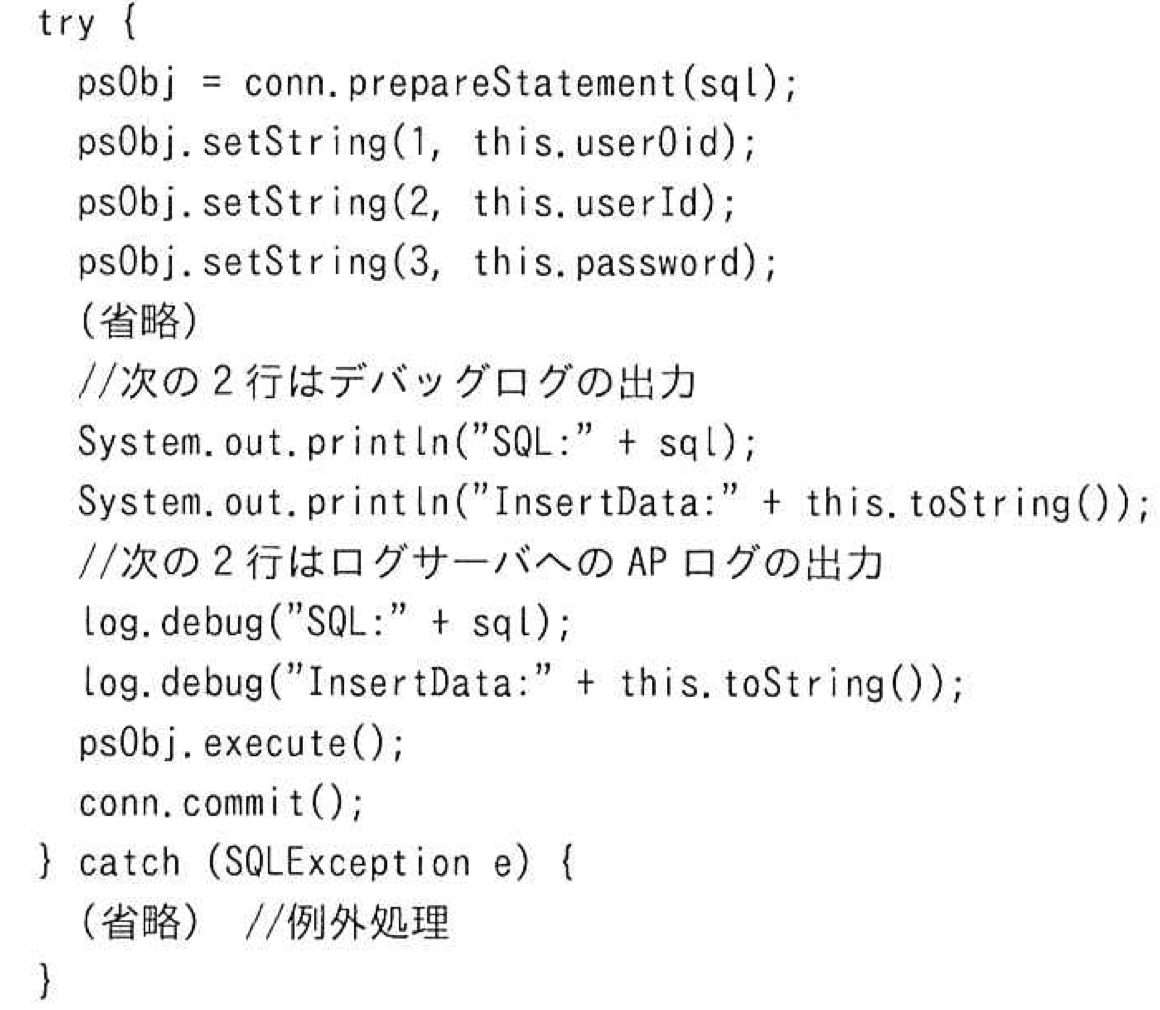 try {
psObj = conn.prepareStatement(sql);
psObj.setString(1, this.userOid);
psObj.setString(2, this.userId);
psObj.setString(3, this.password);
(省略)
//次の2行はデバッグログの出力
System.out.println("SQL:" + sql);
System.out.println("InsertData:" + this.toString());
//次の2行はログサーバへのAPログの出力
log.debug("SQL:" + sql);
log.debug("InsertData:" + this.toString());
psObj.execute();
conn.commit();
} catch (SQLException e) {
(省略) //例外処理
}